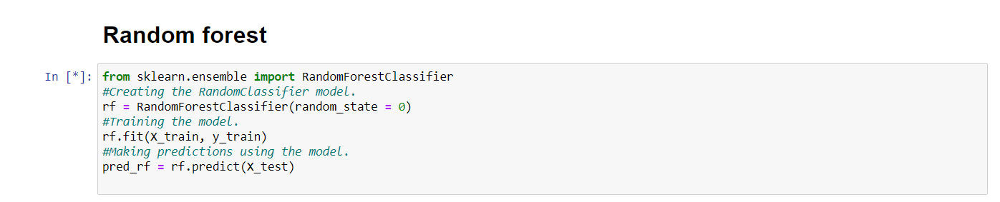 Random forest
In [*]: from sklearn.ensemble import RandomForestClassifier
#Creating the RandomClassifier model.
rf = RandomForestClassifier(random_state = 0)
#Training the model.
rf.fit(X_train, y_train)
#Making predictions using the model.
pred_rf = rf.predict(X_test)